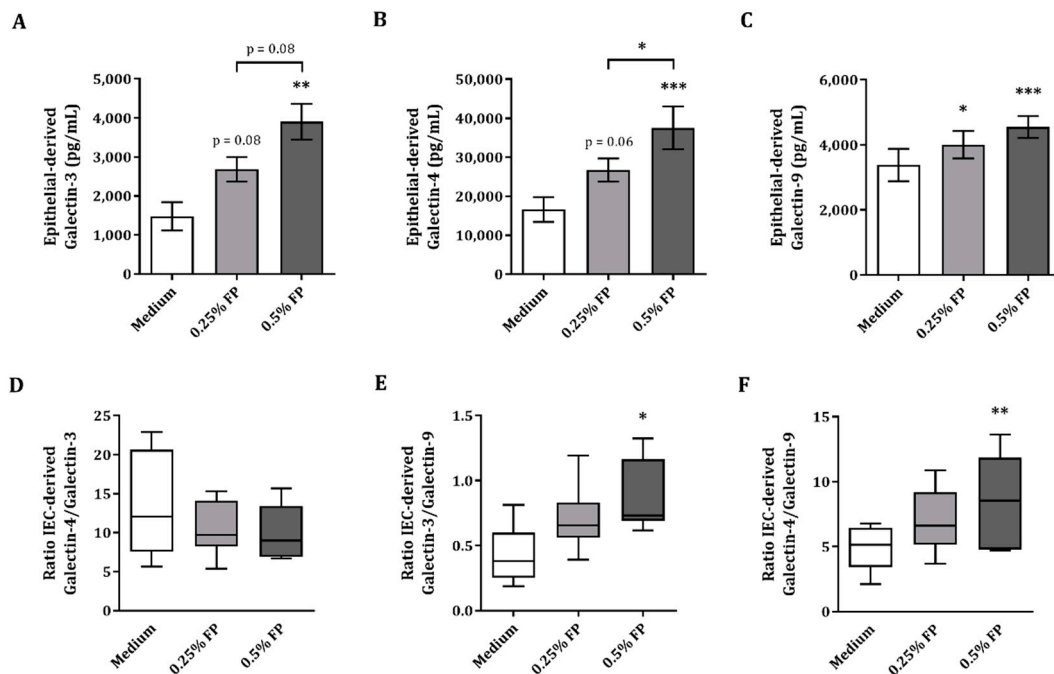 A
B
C
p = 0.08
*
**
p = 0.08
***
p = 0.06
*
***
Epithelial-derived
Galectin-3 (pg/mL)
5,000
4,000
3,000
2,000
1,000
0
Medium
0.25% FP
0.5% FP
Epithelial-derived
Galectin-4 (pg/mL)
50,000
40,000
30,000
20,000
10,000
0
Medium
0.25% FP
0.5% FP
Epithelial-derived
Galectin-9 (pg/mL)
6,000
4,000
2,000
0
Medium
0.25% FP
0.5% FP
D
E
F
Ratio IEC-derived
Galectin-4/Galectin-3
25
20
15
10
5
0
Medium
0.25% FP
0.5% FP
Ratio IEC-derived
Galectin-3/Galectin-9
1.5
1.0
0.5
0.0
*
Medium
0.25% FP
0.5% FP
Ratio IEC-derived
Galectin-4/Galectin-9
15
10
5
0
**
Medium
0.25% FP
0.5% FP